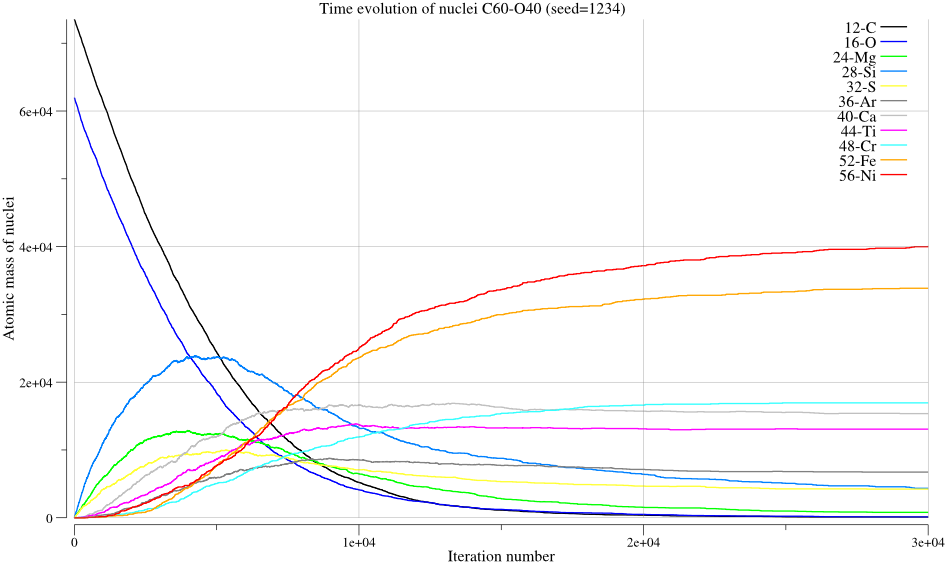 Time evolution of nuclei C60-O40 (seed=1234)
12-C
16-O
24-Mg
28-Si
32-S
36-Ar
40-Ca
44-Ti
48-Cr
52-Fe
56-Ni
6e+04
4e+04
2e+04
0
Atomic mass of nuclei
0 1e+04 2e+04 3e+04
Iteration number